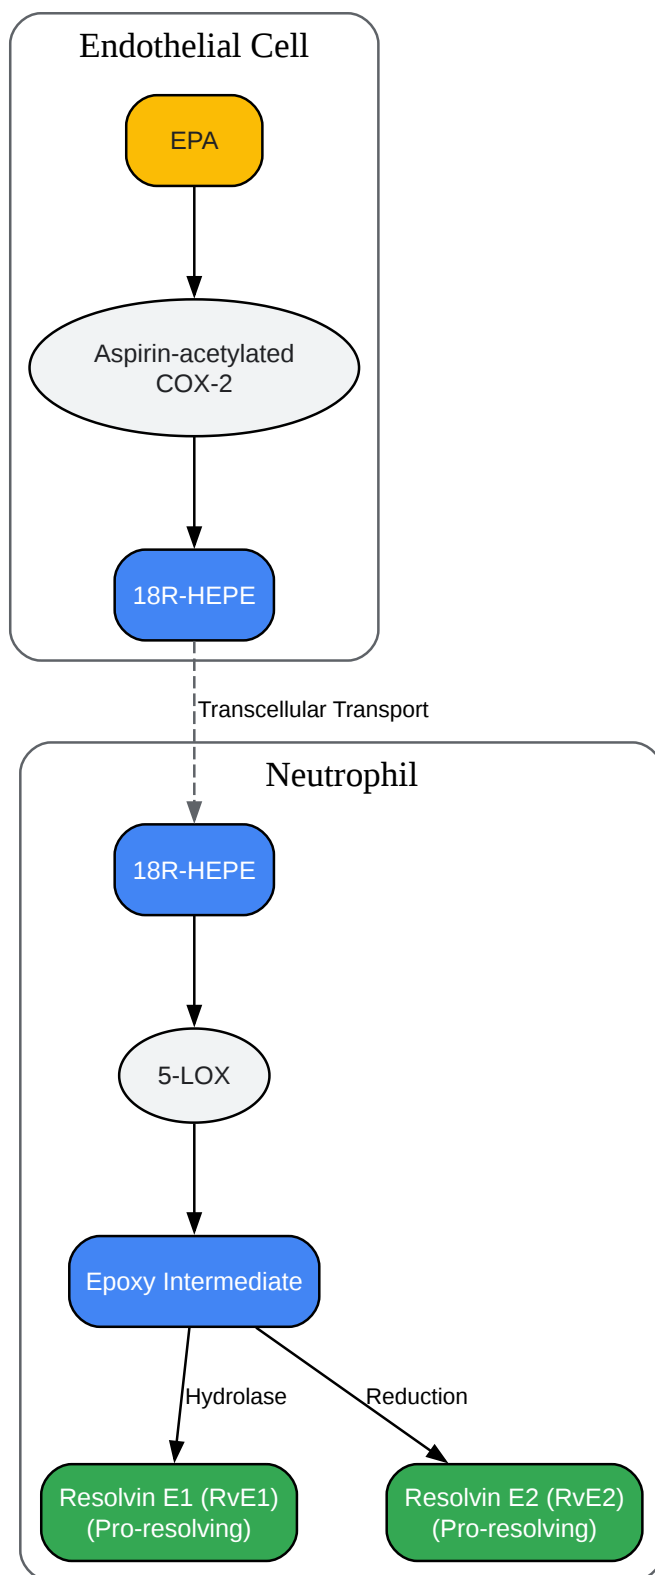 Endothelial Cell
EPA
Aspirin-acetylated
COX-2
18R-HEPE
Transcellular Transport
Neutrophil
18R-HEPE
5-LOX
Epoxy Intermediate
Hydrolase
Reduction
Resolvin E1 (RvE1)
(Pro-resolving)
Resolvin E2 (RvE2)
(Pro-resolving)